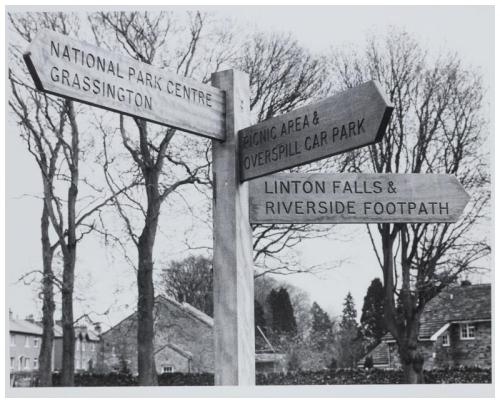 NATIONAL PARK CENTRE
GRASSINGTON
PICNIC AREA &
OVERSPILL CAR PARK
LINTON FALLS &
RIVERSIDE FOOTPATH